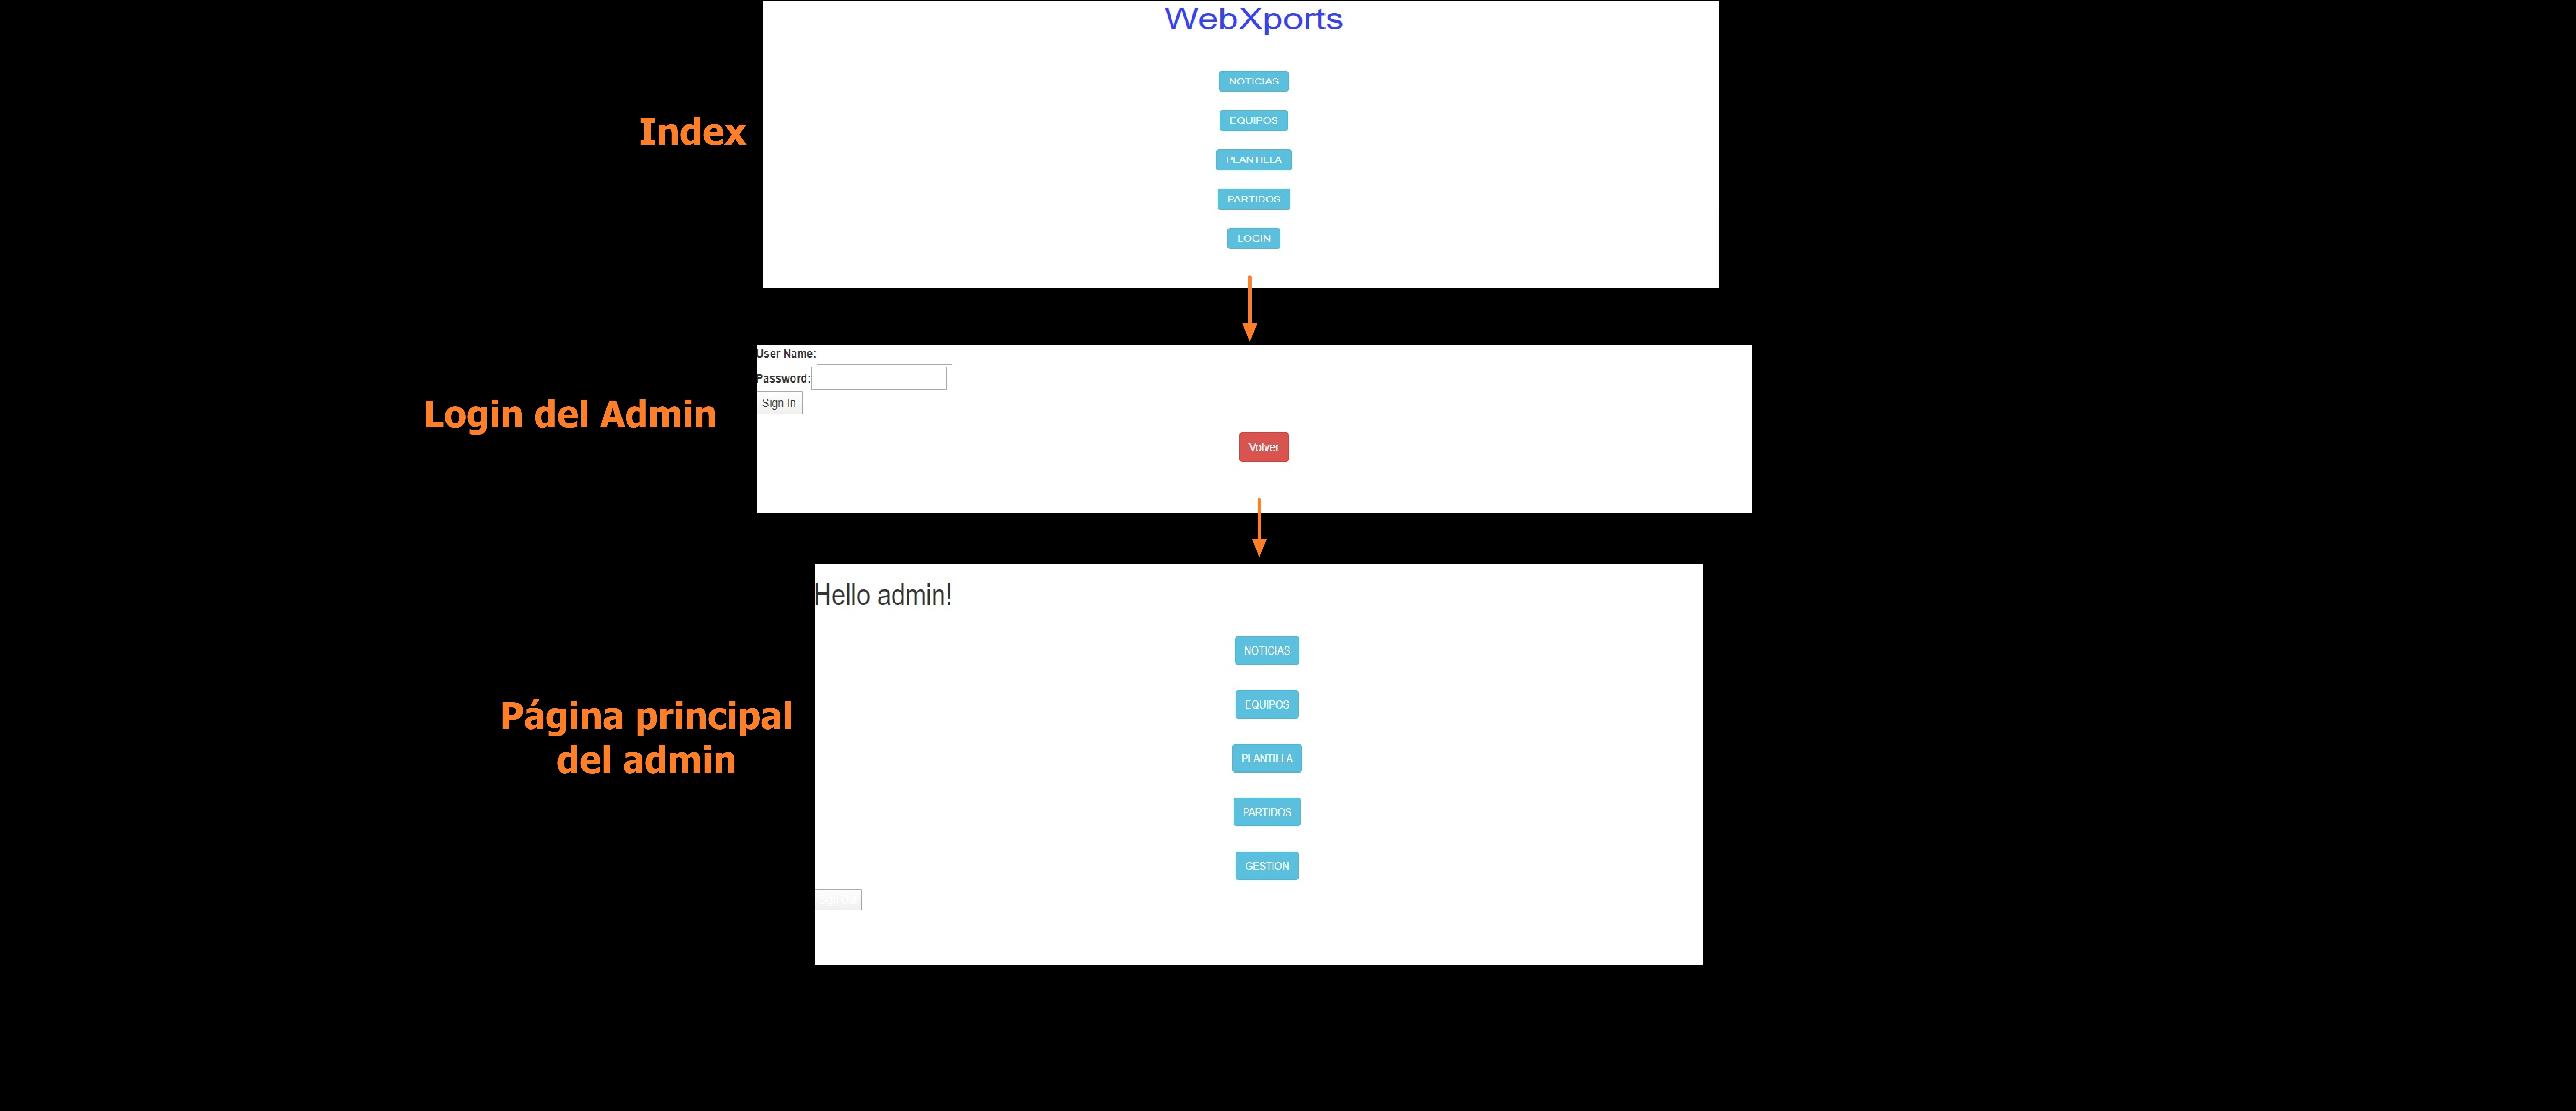 WebXports
NOTICIAS
EQUIPOS
PLANTILLA
PARTIDOS
LOGIN
Index
User Name:
Password:
Sign In
Volver
Login del Admin
Hello admin!
NOTICIAS
EQUIPOS
PLANTILLA
PARTIDOS
GESTION
Página principal
del admin